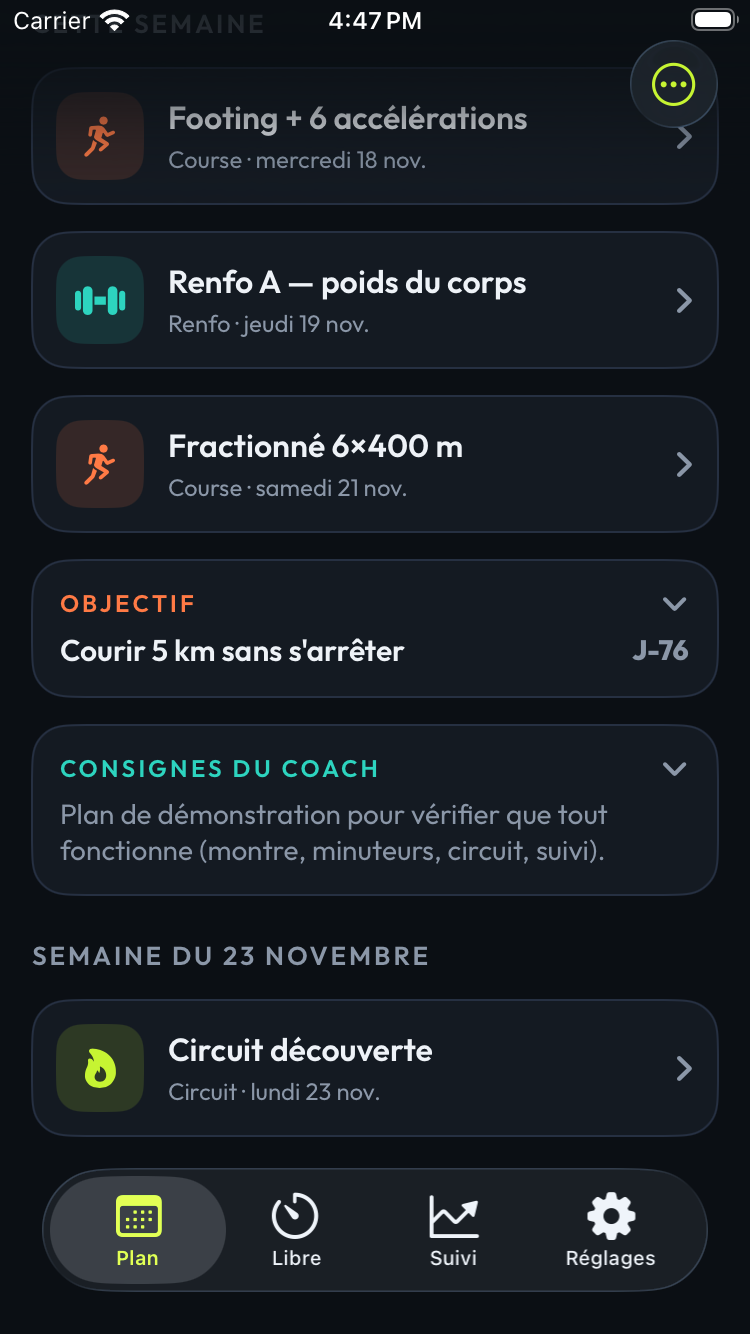 Carrier 4:47 PM
CETTE SEMAINE
Footing + 6 accélérations
Course · mercredi 18 nov.
Renfo A — poids du corps
Renfo · jeudi 19 nov.
Fractionné 6×400 m
Course · samedi 21 nov.
OBJECTIF
Courir 5 km sans s'arrêter J-76
CONSIGNES DU COACH
Plan de démonstration pour vérifier que tout
fonctionne (montre, minuteurs, circuit, suivi).
SEMAINE DU 23 NOVEMBRE
Circuit découverte
Circuit · lundi 23 nov.
Plan Libre Suivi Réglages